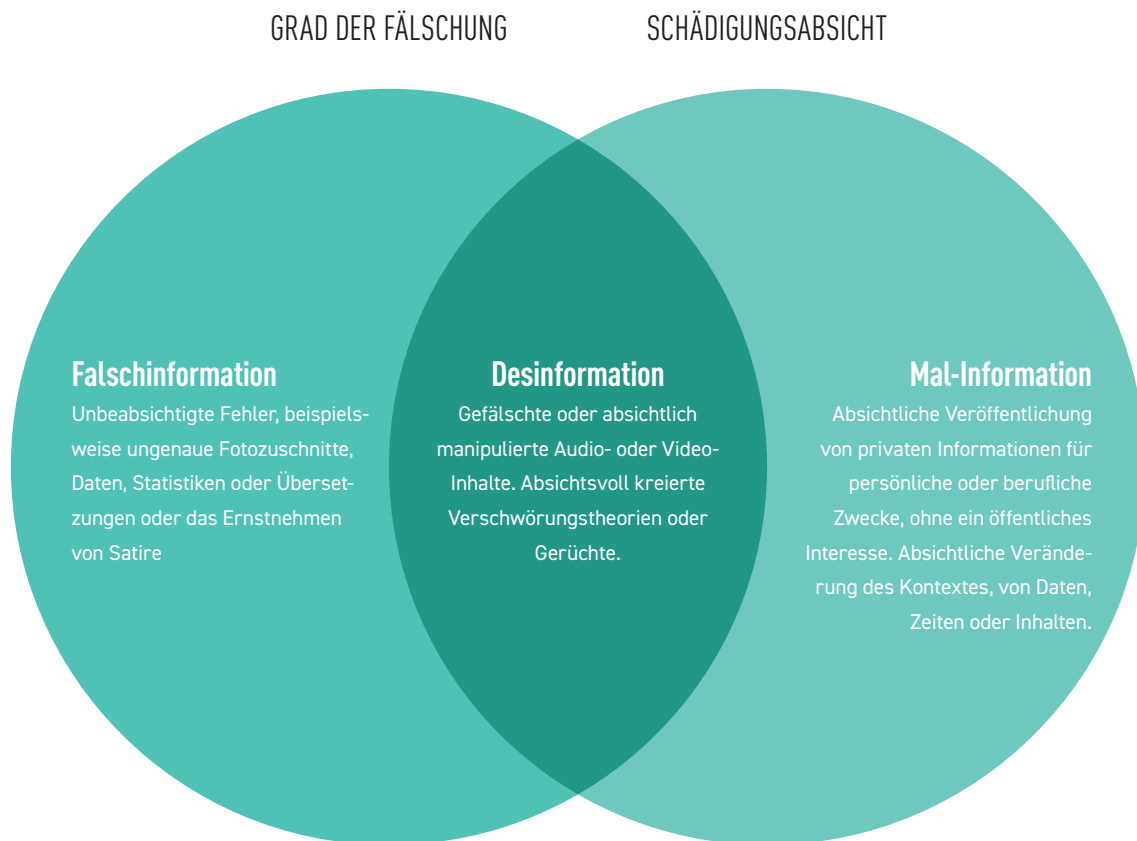 GRAD DER FÄLSCHUNG
SCHÄDIGUNGSABSICHT
Falschinformation
Unbeabsichtigte Fehler, beispiels-
weise ungenaue Fotozuschnitte,
Daten, Statistiken oder Überset-
zungen oder das Ernstnehmen
von Satire
Desinformation
Gefälschte oder absichtlich
manipulierte Audio- oder Video-
Inhalte. Absichtsvoll kreierte
Verschwörungstheorien oder
Gerüchte.
Mal-Information
Absichtliche Veröffentlichung
von privaten Informationen für
persönliche oder berufliche
Zwecke, ohne ein öffentliches
Interesse. Absichtliche Verände-
rung des Kontextes, von Daten,
Zeiten oder Inhalten.